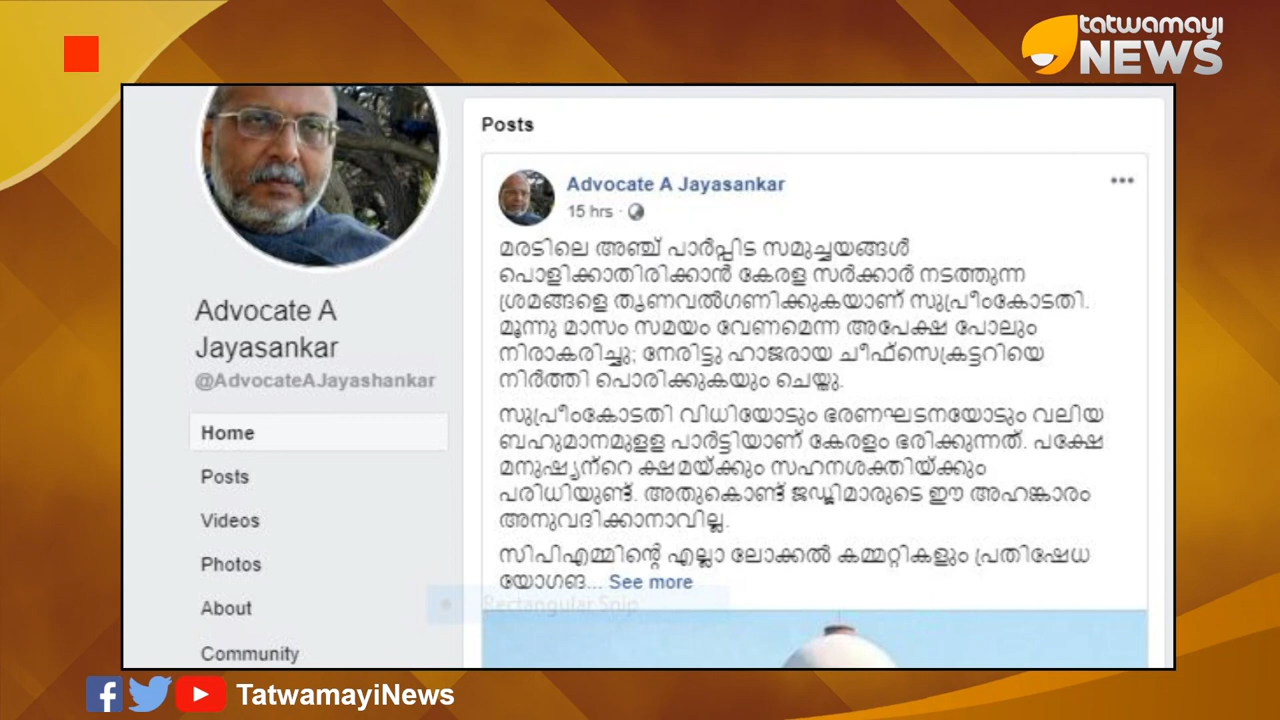 tatwamayi
NEWS
Posts
Advocate A Jayasankar
15 hrs ·
മരടിലെ അഞ്ച് പാർപ്പിട സമുച്ചയങ്ങൾ
പൊളിക്കാതിരിക്കാൻ കേരള സർക്കാർ നടത്തുന്ന
ശ്രമങ്ങളെ തൃണവൽഗണിക്കുകയാണ് സുപ്രീംകോടതി.
മൂന്നു മാസം സമയം വേണമെന്ന അപേക്ഷ പോലും
നിരാകരിച്ചു; നേരിട്ടു ഹാജരായ ചീഫ്സെക്രട്ടറിയെ
നിർത്തി പൊരിക്കുകയും ചെയ്തു.
സുപ്രീംകോടതി വിധിയോടും ഭരണഘടനയോടും വലിയ
ബഹുമാനമുളള പാർട്ടിയാണ് കേരളം ഭരിക്കുന്നത്. പക്ഷേ
മനുഷ്യന്റെ ക്ഷമയ്ക്കും സഹനശക്തിയ്ക്കും
പരിധിയുണ്ട്. അതുകൊണ്ട് ജഡ്ജിമാരുടെ ഈ അഹങ്കാരം
അനുവദിക്കാനാവില്ല.
സിപിഎമ്മിന്റെ എല്ലാ ലോക്കൽ കമ്മറ്റികളും പ്രതിഷേധ
യോഗങ... See more
Rectangular Snip
Advocate A
Jayasankar
@AdvocateAJayashankar
Home
Posts
Videos
Photos
About
Community
TatwamayiNews